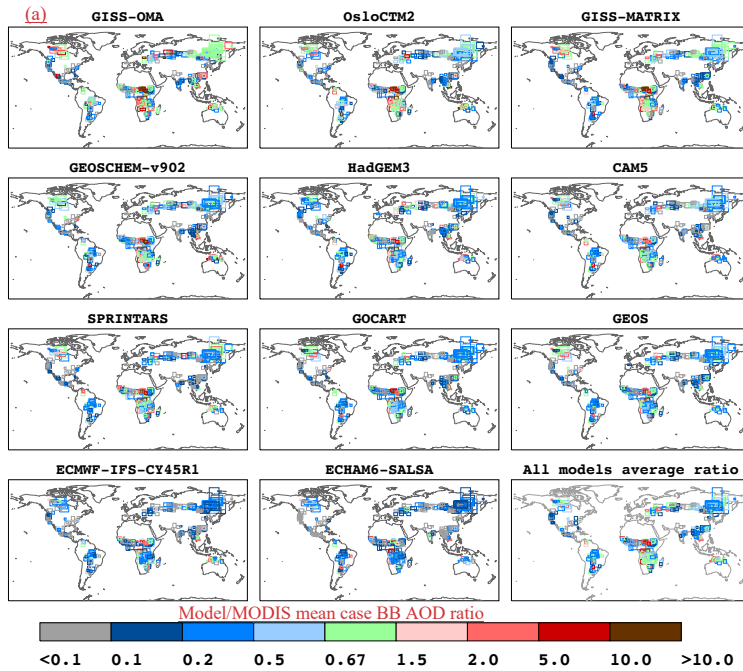 (a)
GISS-OMA OsloCTM2 GISS-MATRIX
GEOSCHEM-v902 HadGEM3 CAM5
SPRINTARS GOCART GEOS
ECMWF-IFS-CY45R1 ECHAM6-SALSA All models average ratio
Model/MODIS mean case BB AOD ratio
<0.1 0.1 0.2 0.5 0.67 1.5 2.0 5.0 10.0 >10.0